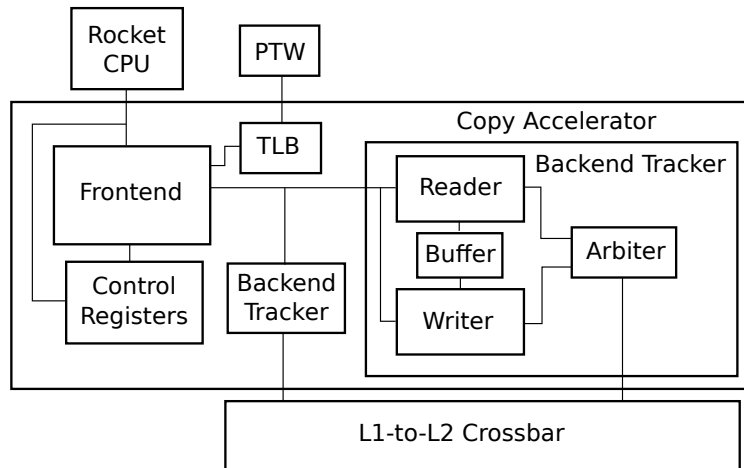 Rocket
CPU
PTW
Copy Accelerator
TLB
Backend Tracker
Frontend
Reader
Buffer
Arbiter
Control
Registers
Backend
Tracker
Writer
L1-to-L2 Crossbar